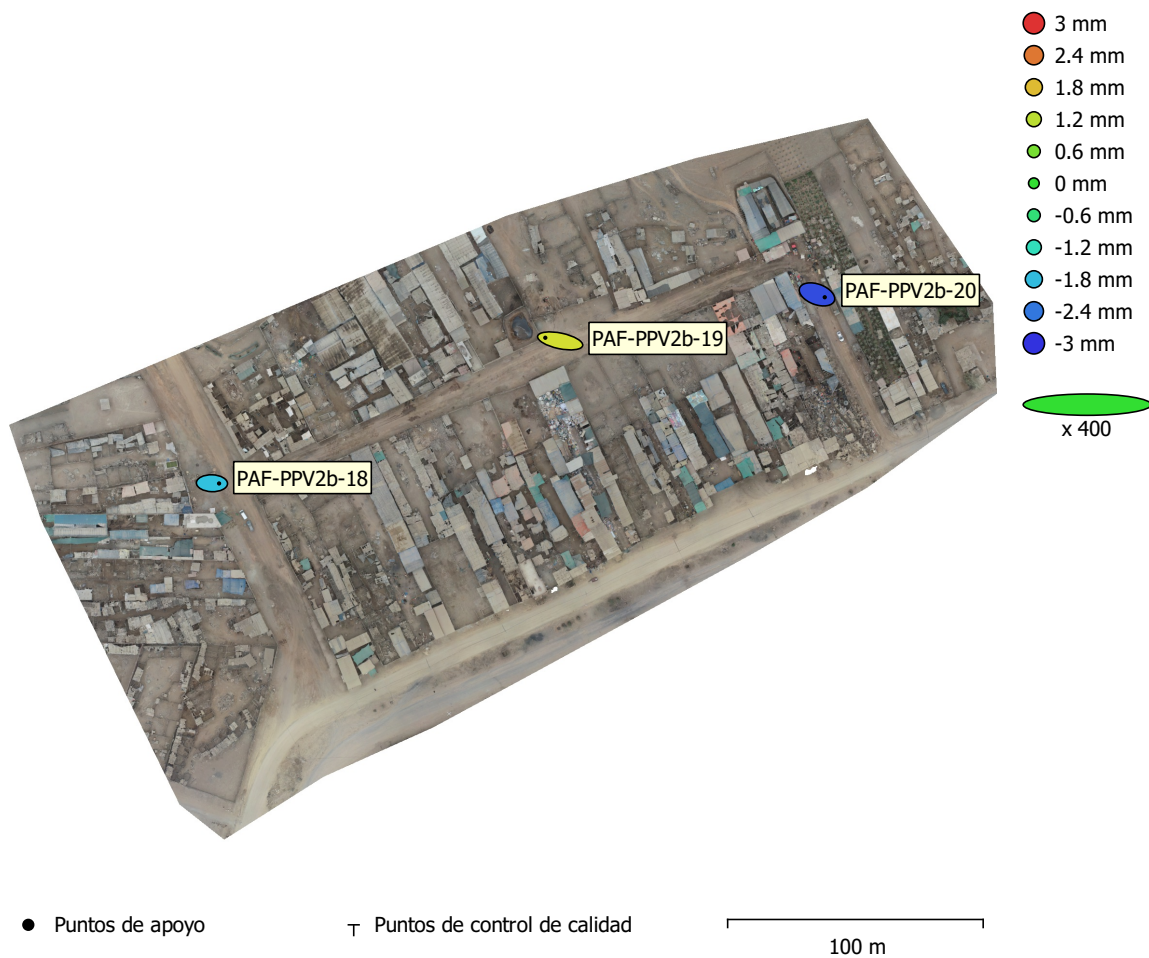 3 mm
2.4 mm
1.8 mm
1.2 mm
0.6 mm
0 mm
-0.6 mm
-1.2 mm
-1.8 mm
-2.4 mm
-3 mm
x 400
PAF-PPV2b-20
PAF-PPV2b-19
PAF-PPV2b-18
Puntos de apoyo
Puntos de control de calidad
100 m